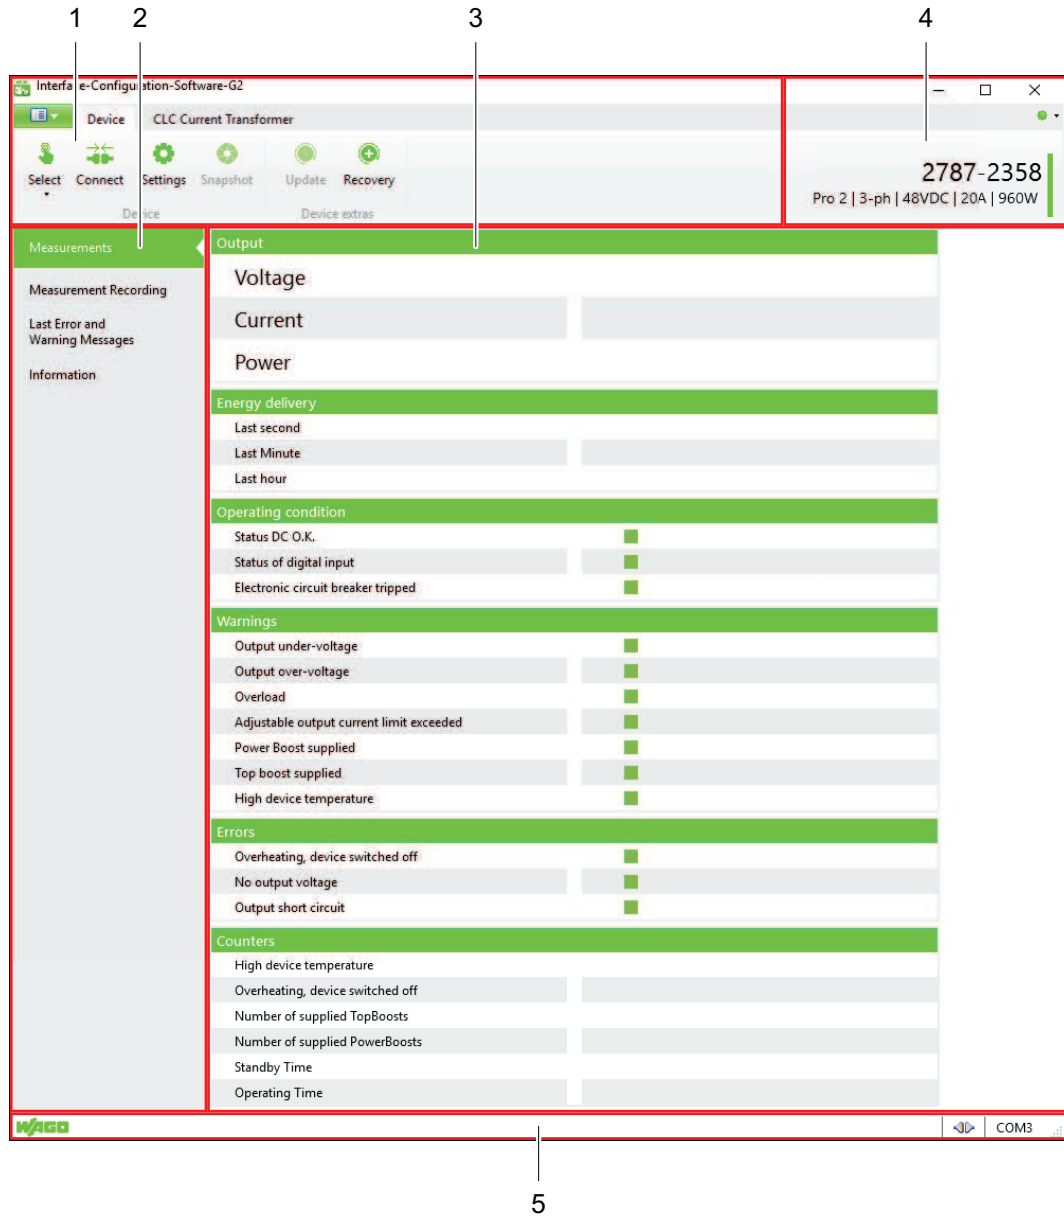 1 2 3 4
Interface-Configuration-Software-G2
Device CLC Current Transformer
Select Connect Settings Snapshot Update Recovery
Device Device extras
2787-2358
Pro 2 | 3-ph | 48VDC | 20A | 960W
Measurements
Measurement Recording
Last Error and
Warning Messages
Information
Output
Voltage
Current
Power
Energy delivery
Last second
Last Minute
Last hour
Operating condition
Status DC O.K.
Status of digital input
Electronic circuit breaker tripped
Warnings
Output under-voltage
Output over-voltage
Overload
Adjustable output current limit exceeded
Power Boost supplied
Top boost supplied
High device temperature
Errors
Overheating, device switched off
No output voltage
Output short circuit
Counters
High device temperature
Overheating, device switched off
Number of supplied TopBoosts
Number of supplied PowerBoosts
Standby Time
Operating Time
WAGO COM3
5